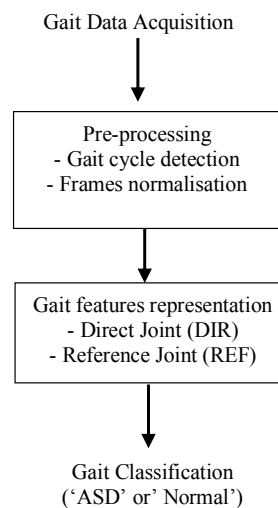 Gait Data Acquisition
Pre-processing
- Gait cycle detection
- Frames normalisation
Gait features representation
- Direct Joint (DIR)
- Reference Joint (REF)
Gait Classification
(‘ASD’ or’ Normal’)